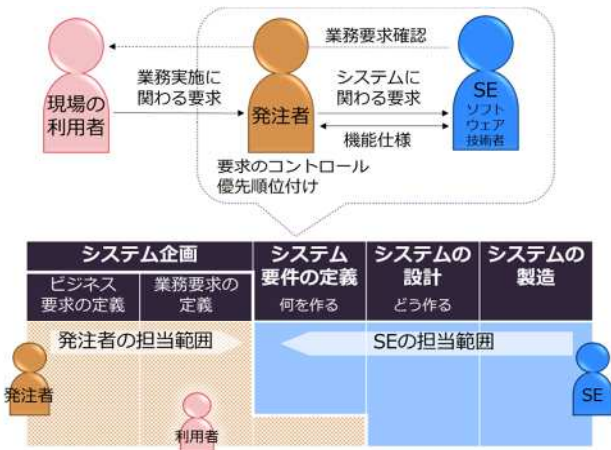 業務要求確認
現場の
利用者
業務実施に
関わる要求
発注者
システムに
関わる要求
機能仕様
SE
ソフト
ウェア
技術者
要求のコントロール
優先順位付け
システム企画
ビジネス
要求の定義
業務要求の
定義
システム
要件の定義
何を作る
システムの
設計
どう作る
システムの
製造
発注者の担当範囲
SEの担当範囲
発注者
利用者
SE